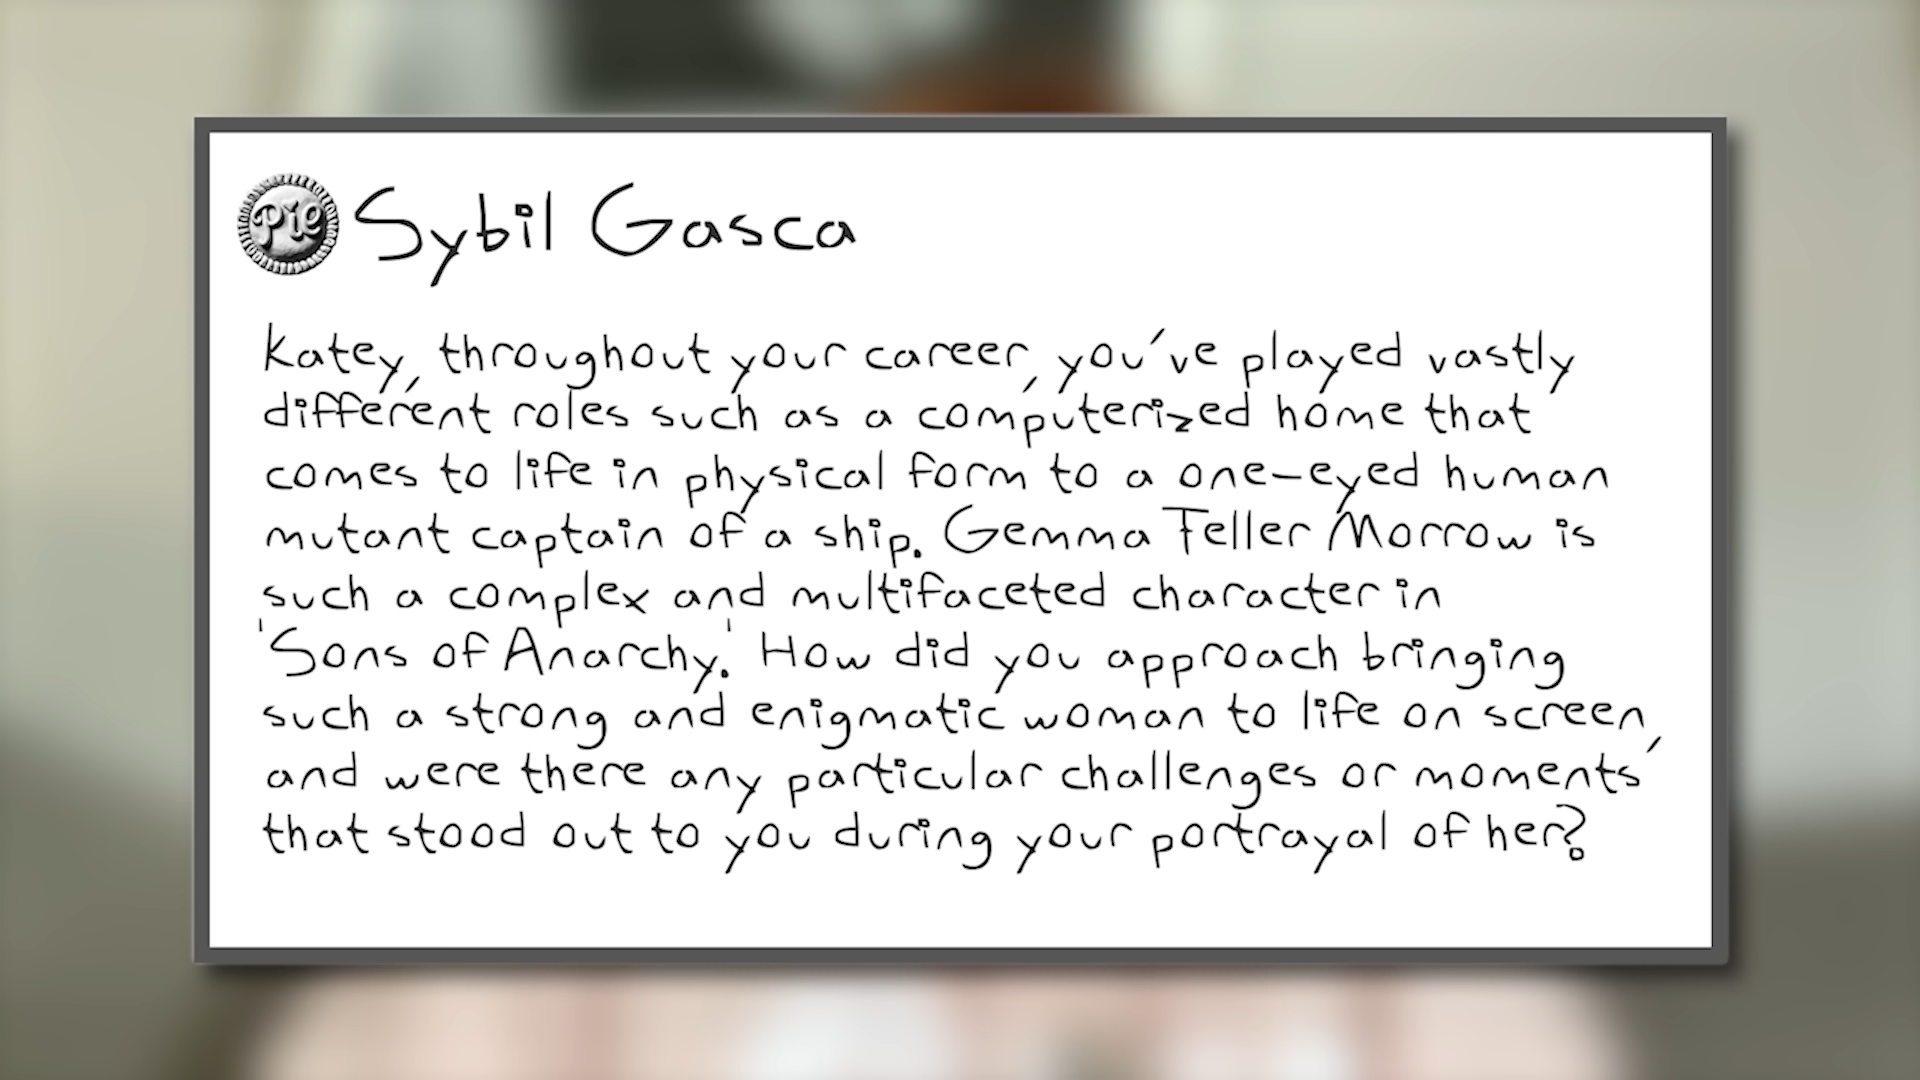 Pie
Sybil Gasca
Katey, throughout your career, you've played vastly
different roles such as a computerized home that
comes to life in physical form to a one-eyed human
mutant captain of a ship. Gemma Teller Morrow is
such a complex and multifaceted character in
'Sons of Anarchy.' How did you approach bringing
such a strong and enigmatic woman to life on screen,
and were there any particular challenges or moments
that stood out to you during your portrayal of her?